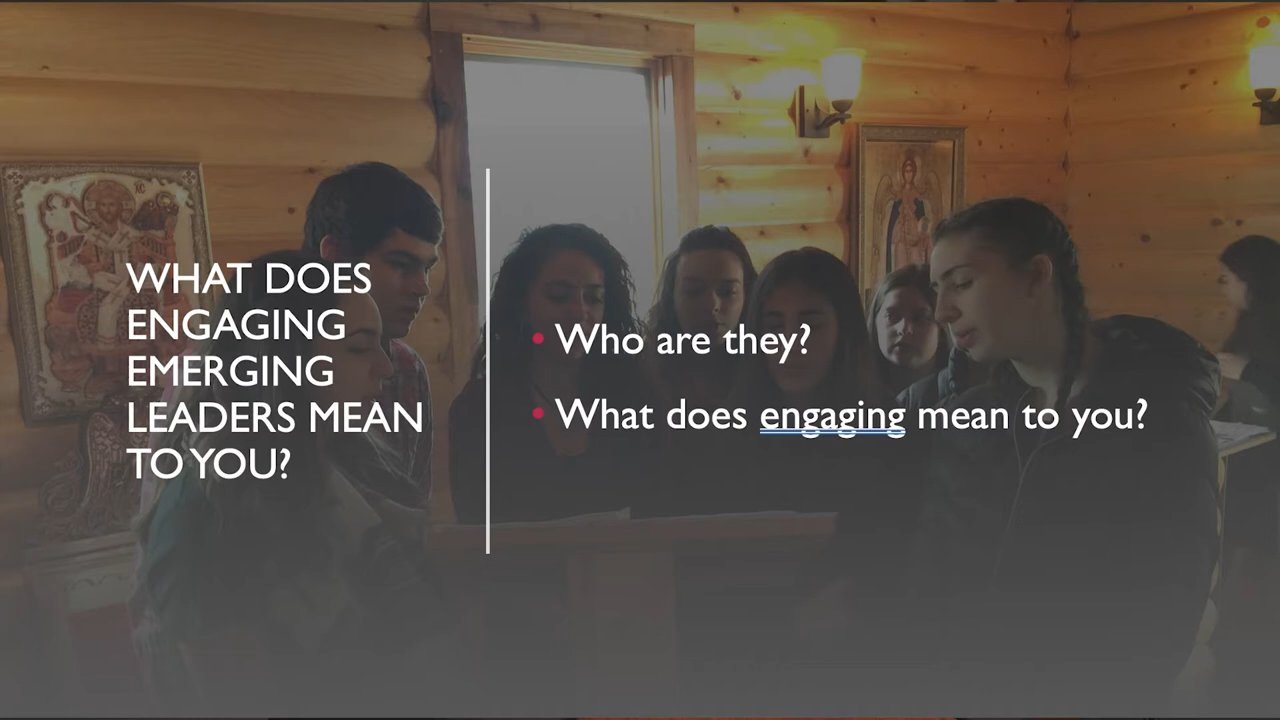 WHAT DOES
ENGAGING
EMERGING
LEADERS MEAN
TO YOU?
• Who are they?
• What does engaging mean to you?